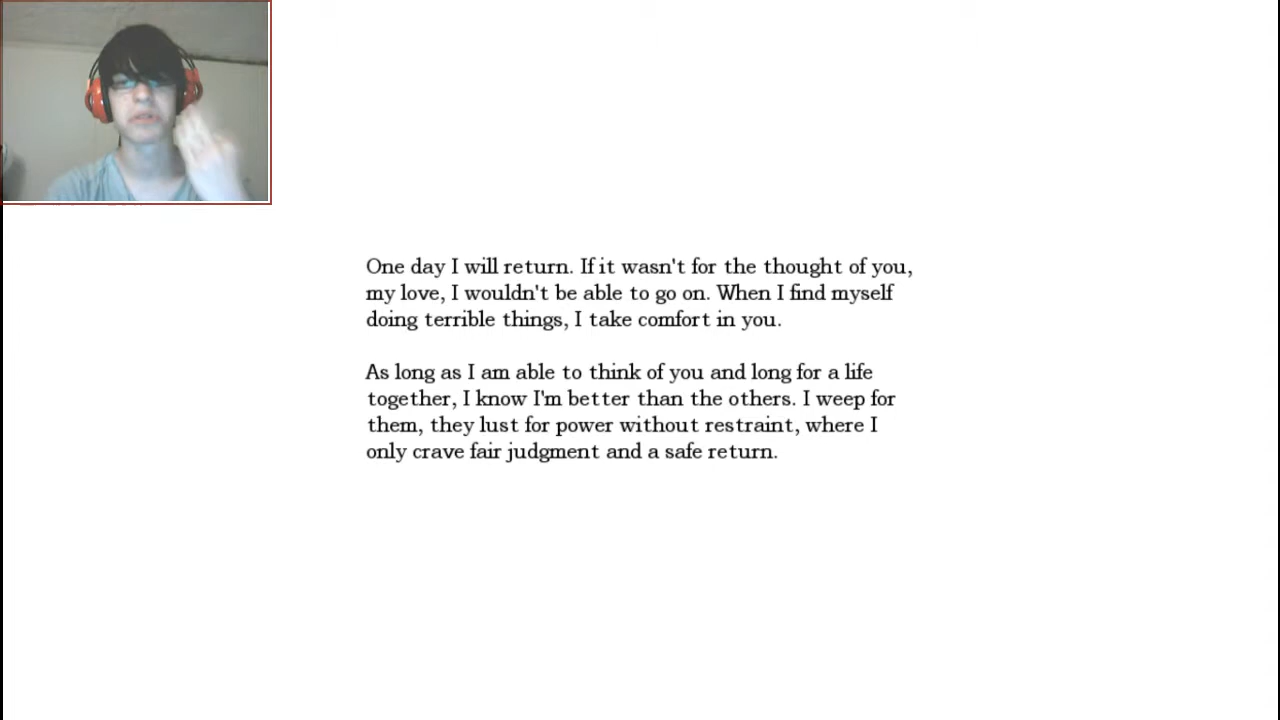 One day I will return. If it wasn't for the thought of you,
my love, I wouldn't be able to go on. When I find myself
doing terrible things, I take comfort in you.
As long as I am able to think of you and long for a life
together, I know I'm better than the others. I weep for
them, they lust for power without restraint, where I
only crave fair judgment and a safe return.